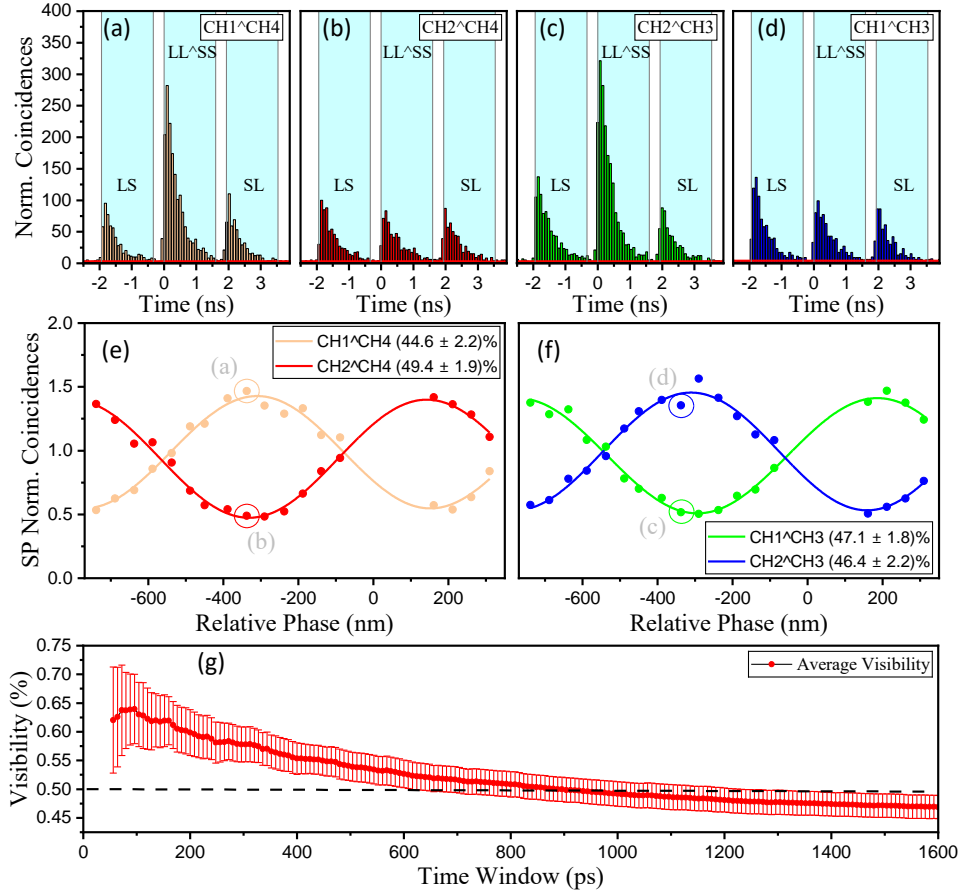 (a) CH1^CH4 (b) CH2^CH4 (c) CH2^CH3 (d) CH1^CH3
LL^SS LL^SS LL^SS LL^SS
LS SL LS SL LS SL LS SL
Norm. Coincidences
400
350
300
250
200
150
100
50
0
-2 -1 0 1 2 3 -2 -1 0 1 2 3 -2 -1 0 1 2 3 -2 -1 0 1 2 3
Time (ns) Time (ns) Time (ns) Time (ns)
(e)
CH1^CH4 (44.6 ± 2.2)%
CH2^CH4 (49.4 ± 1.9)%
(a)
(b)
SP Norm. Coincidences
2.0
1.5
1.0
0.5
0.0
-600 -400 -200 0 200
Relative Phase (nm)
(f)
(d)
(c)
CH1^CH3 (47.1 ± 1.8)%
CH2^CH3 (46.4 ± 2.2)%
-600 -400 -200 0 200
Relative Phase (nm)
(g)
Average Visibility
Visibility (%)
0.75
0.70
0.65
0.60
0.55
0.50
0.45
0 200 400 600 800 1000 1200 1400 1600
Time Window (ps)